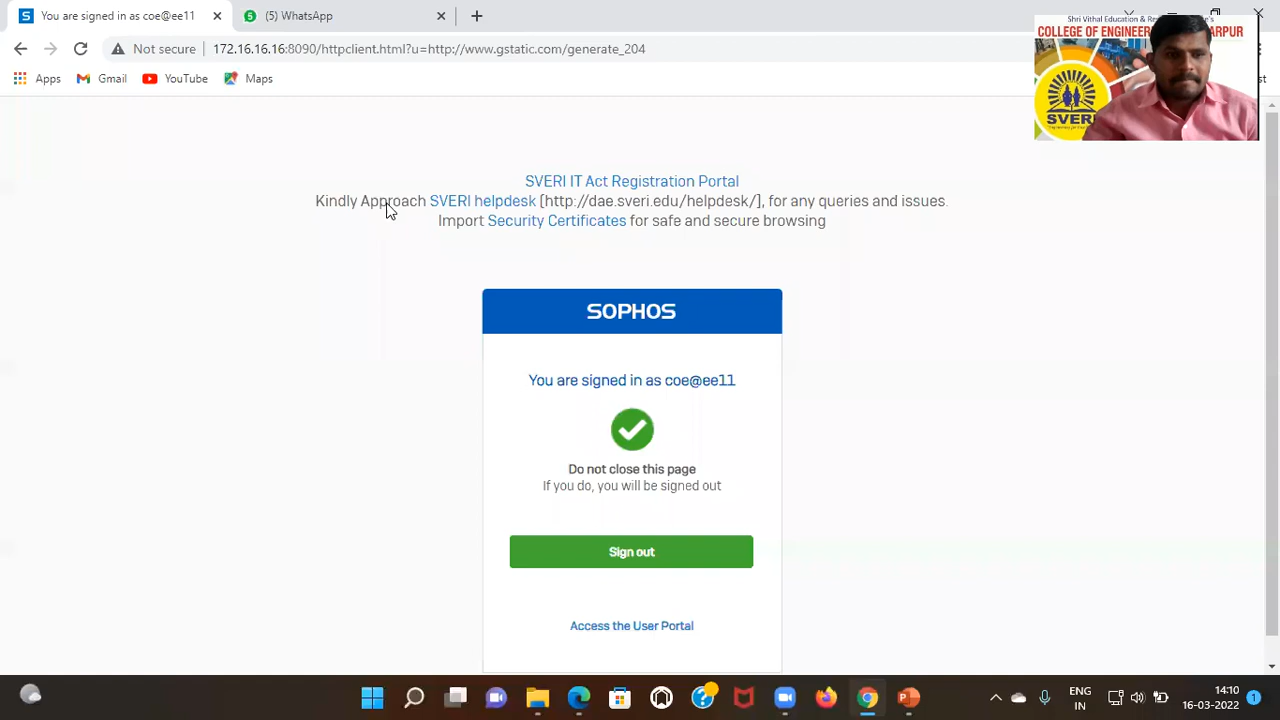 You are signed in as coe@ee11
(5) WhatsApp
Not secure
172.16.16.16:8090/httpclient.html?u=http://www.gstatic.com/generate_204
Apps
Gmail
YouTube
Maps
Shri Vithal Education &
COLLEGE OF
SVERI
SVERI IT Act Registration Portal
Kindly Approach SVERI helpdesk [http://dae.sveri.edu/helpdesk/], for any queries and issues.
Import Security Certificates for safe and secure browsing
SOPHOS
You are signed in as coe@ee11
Do not close this page
If you do, you will be signed out
Sign out
Access the User Portal
ENG
IN
14:10
16-03-2022
1